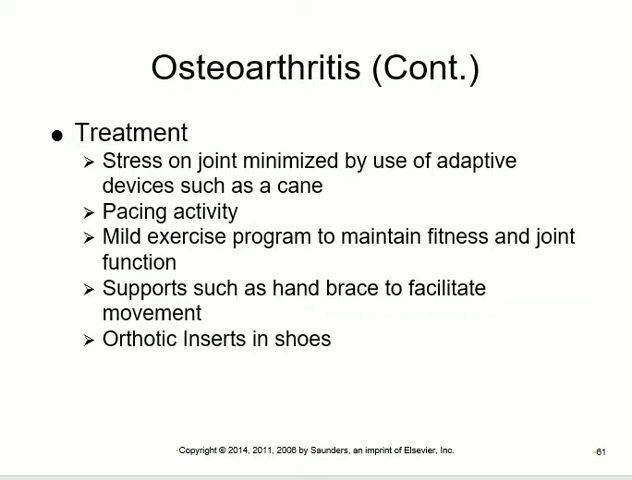 Osteoarthritis (Cont.)
● Treatment
➢ Stress on joint minimized by use of adaptive
devices such as a cane
➢ Pacing activity
➢ Mild exercise program to maintain fitness and joint
function
➢ Supports such as hand brace to facilitate
movement
➢ Orthotic Inserts in shoes
Copyright © 2014, 2011, 2006 by Saunders, an imprint of Elsevier, Inc.
61